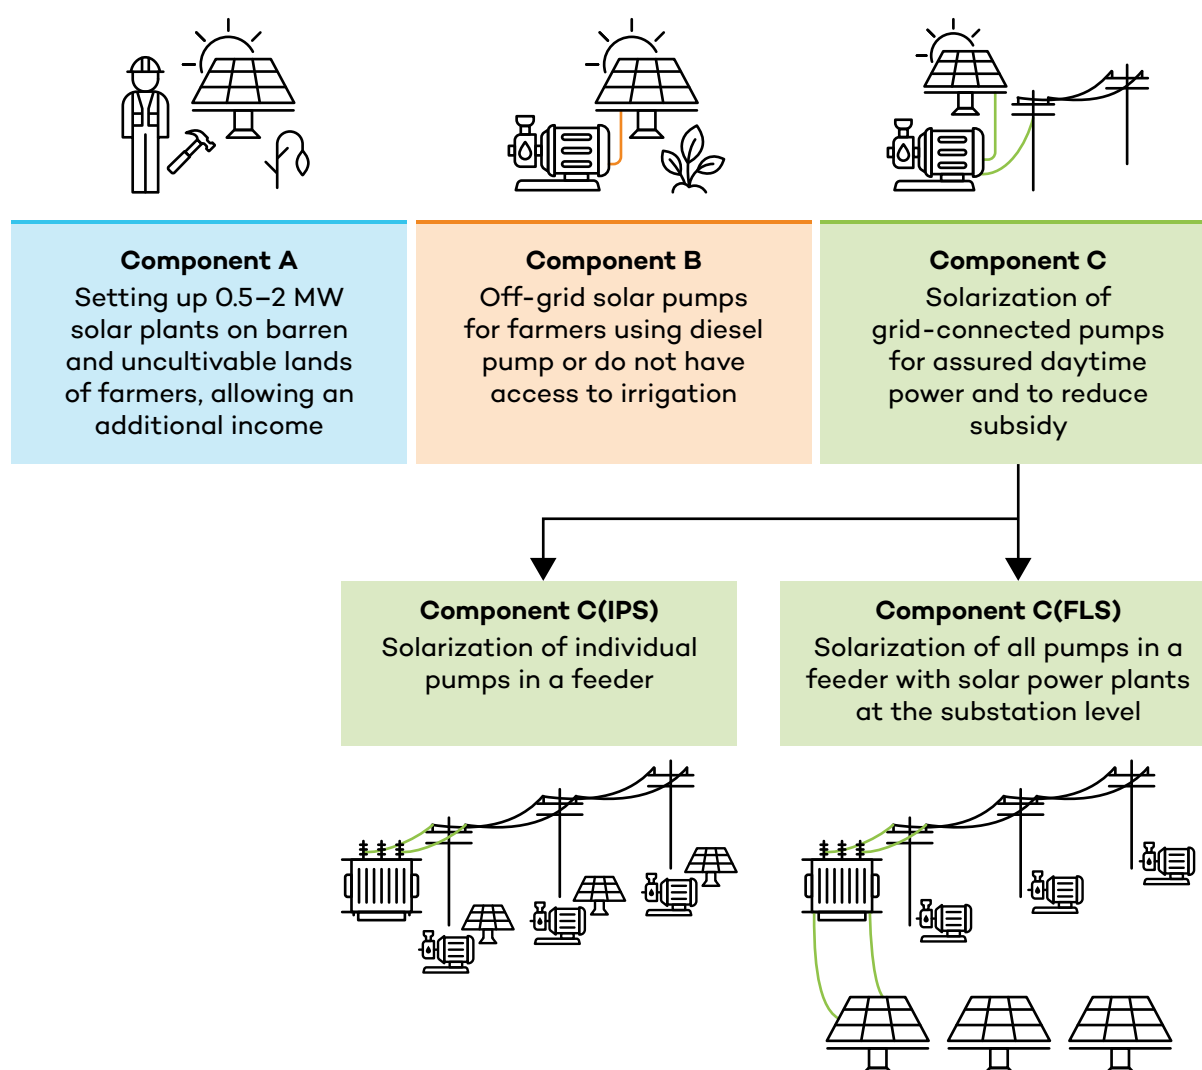 Component A
Setting up 0.5–2 MW
solar plants on barren
and uncultivable lands
of farmers, allowing an
additional income
Component B
Off-grid solar pumps
for farmers using diesel
pump or do not have
access to irrigation
Component C
Solarization of
grid-connected pumps
for assured daytime
power and to reduce
subsidy
Component C(IPS)
Solarization of individual
pumps in a feeder
Component C(FLS)
Solarization of all pumps in a
feeder with solar power plants
at the substation level